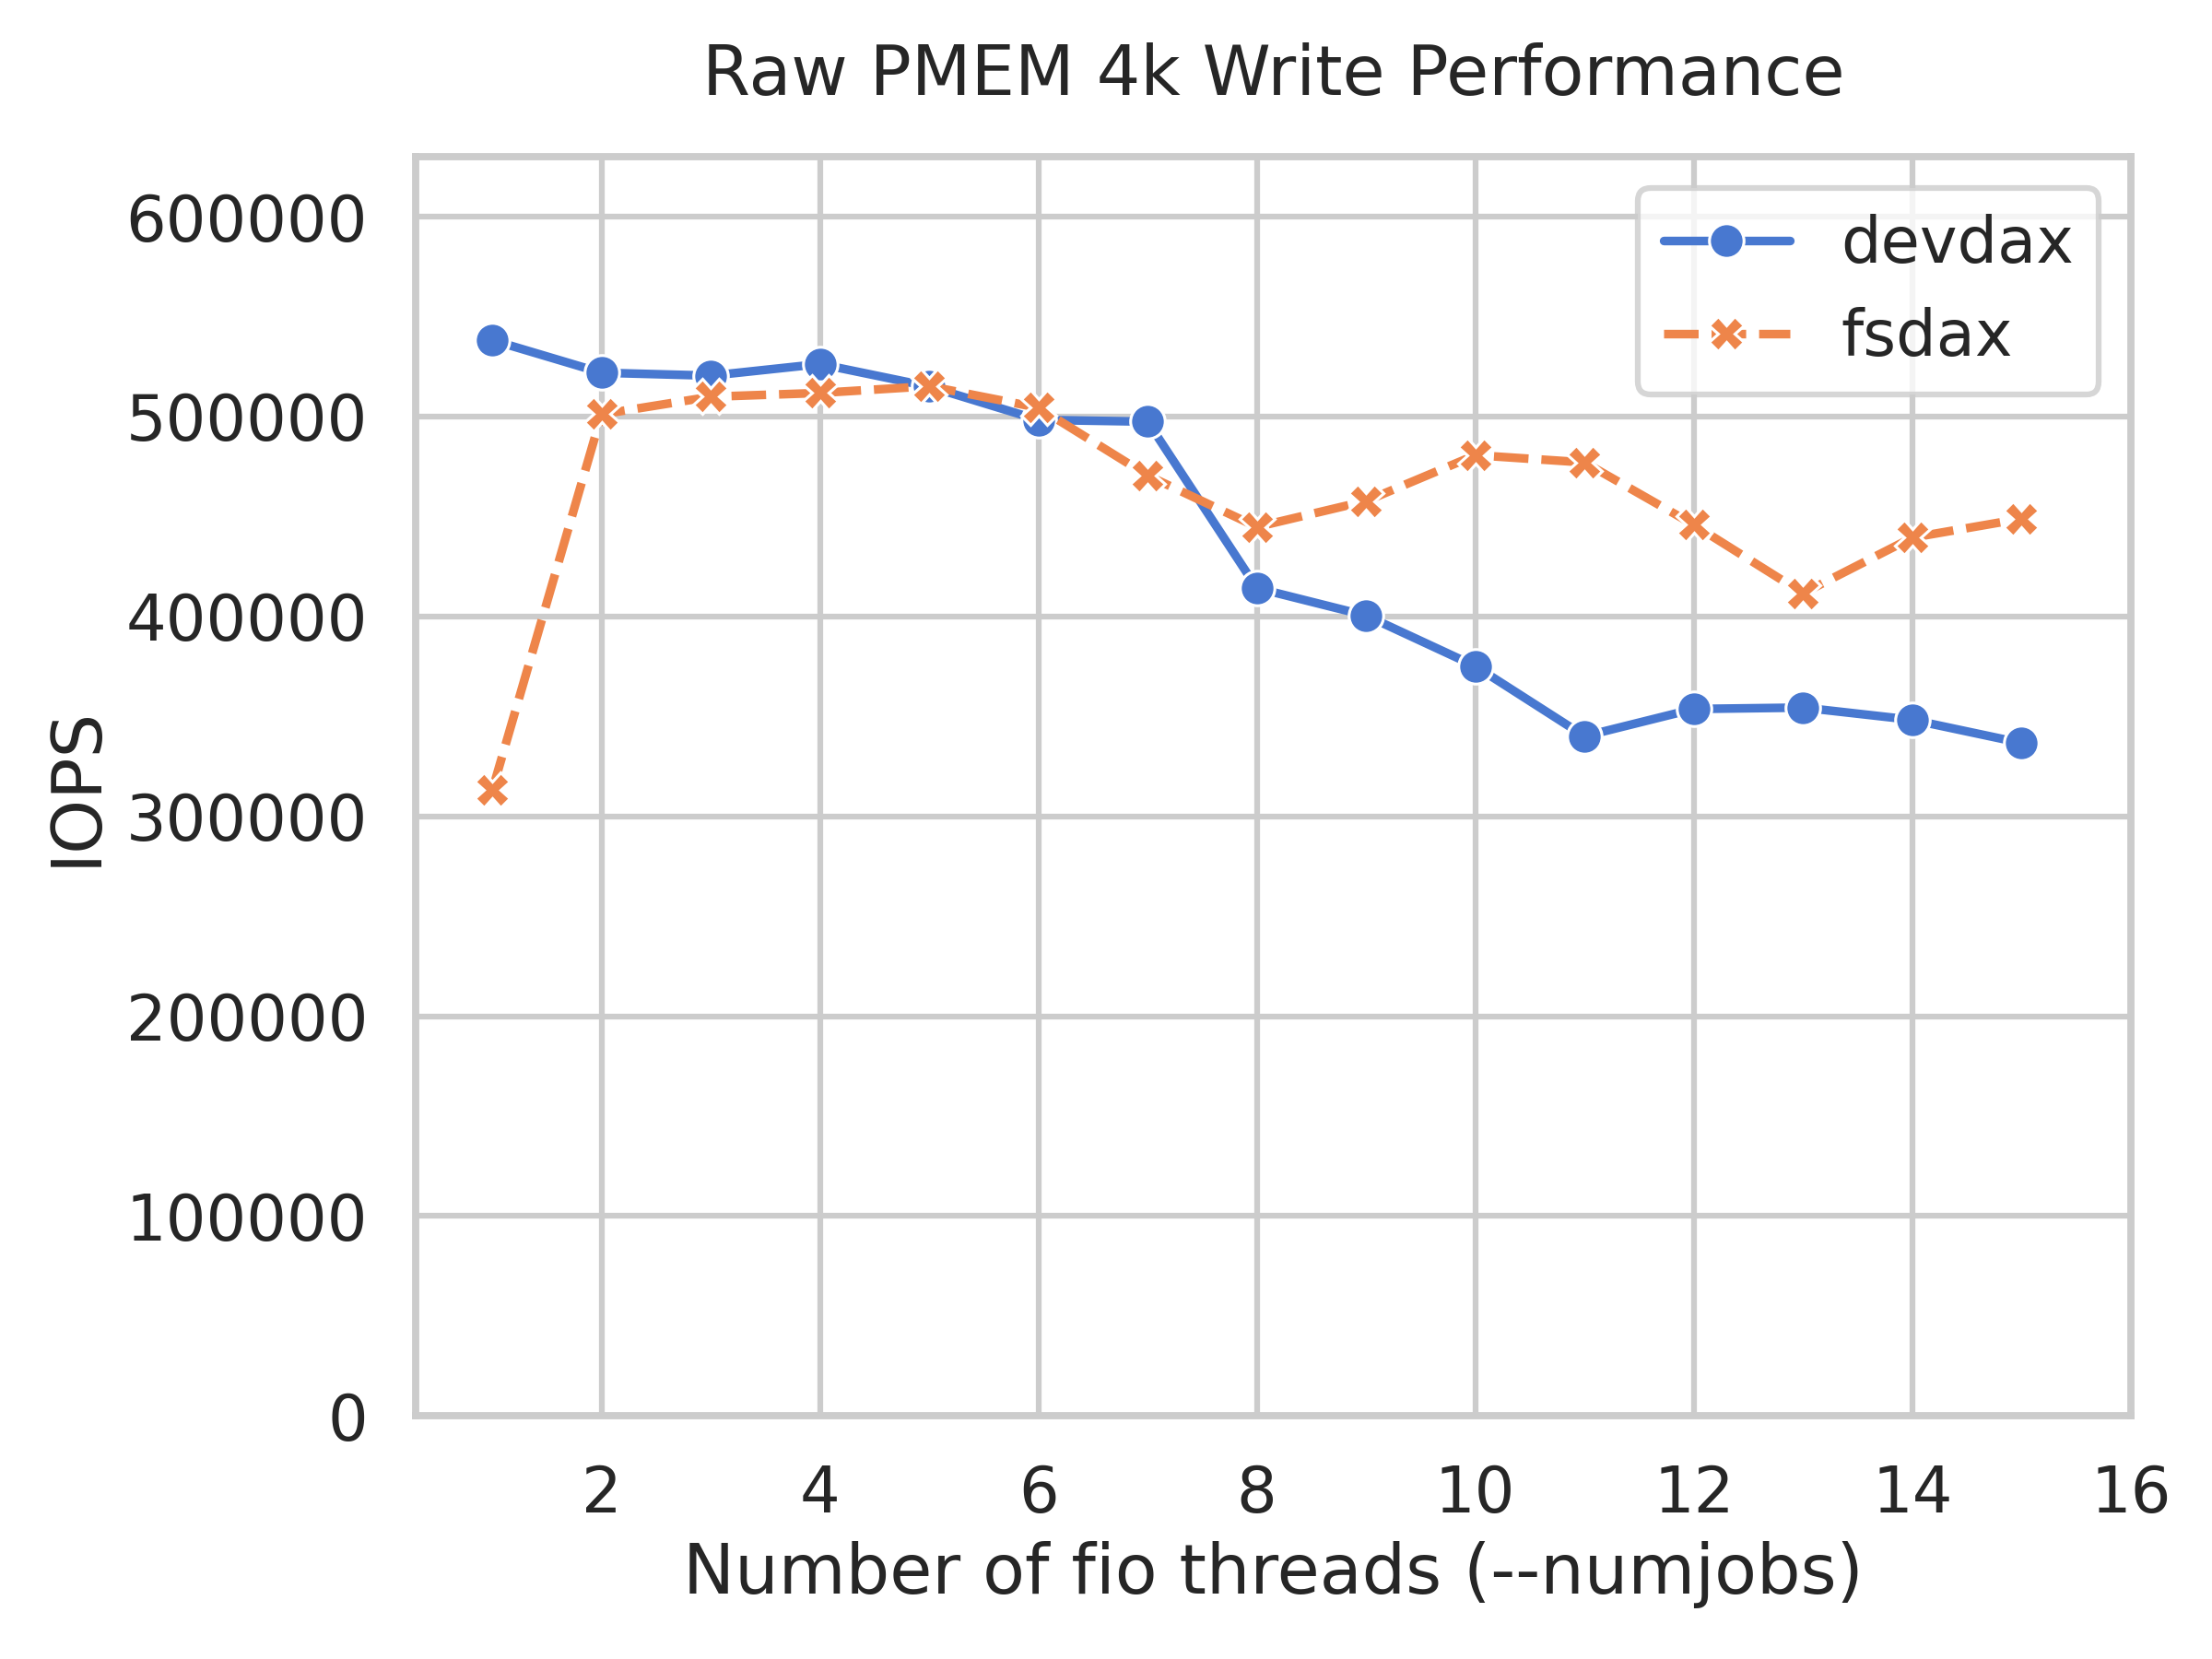 Raw PMEM 4k Write Performance
devdax
fsdax
600000
500000
400000
300000
200000
100000
0
IOPS
2 4 6 8 10 12 14 16
Number of fio threads (--numjobs)